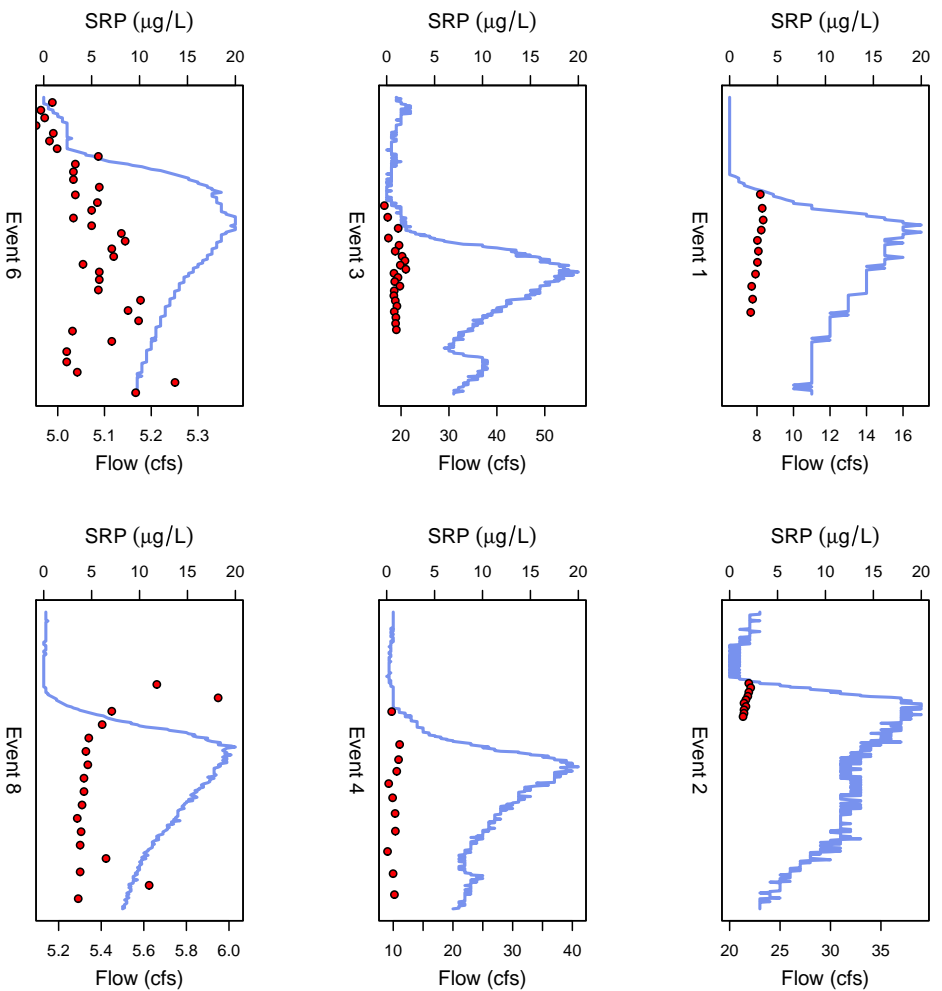 SRP (μg/L) SRP (μg/L) SRP (μg/L)
0 5 10 15 20 0 5 10 15 20 0 5 10 15 20
Event 6 Event 3 Event 1
5.0 5.1 5.2 5.3 20 30 40 50 8 10 12 14 16
Flow (cfs) Flow (cfs) Flow (cfs)
SRP (μg/L) SRP (μg/L) SRP (μg/L)
0 5 10 15 20 0 5 10 15 20 0 5 10 15 20
Event 8 Event 4 Event 2
5.2 5.4 5.6 5.8 6.0 10 20 30 40 20 25 30 35
Flow (cfs) Flow (cfs) Flow (cfs)